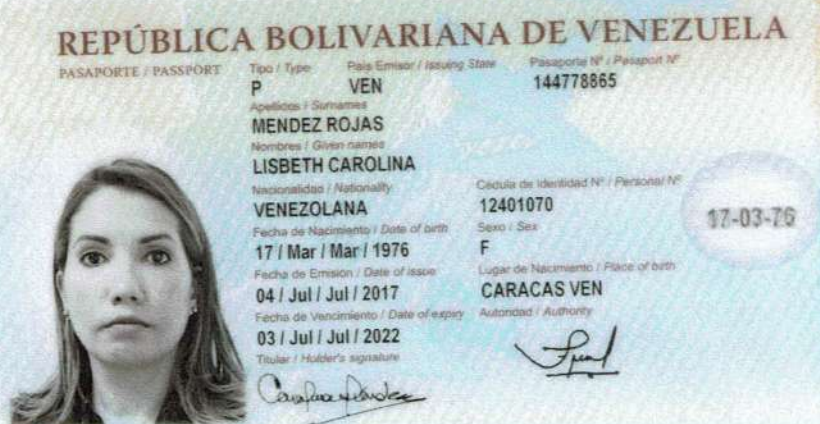 REPÚBLICA BOLIVARIANA DE VENEZUELA
PASAPORTE / PASSPORT
Tipo / Type
País Emisor / Issuing State
Pasaporte Nº / Passport Nº
P
VEN
144778865
Apellidos / Surnames
MENDEZ ROJAS
Nombres / Given names
LISBETH CAROLINA
Nacionalidad / Nationality
Cédula de Identidad Nº / Personal Nº
VENEZOLANA
12401070
17-03-76
Fecha de Nacimiento / Date of birth
Sexo / Sex
17 / Mar / Mar / 1976
F
Fecha de Emisión / Date of issue
Lugar de Nacimiento / Place of birth
04 / Jul / Jul / 2017
CARACAS VEN
Fecha de Vencimiento / Date of expiry
Autoridad / Authority
03 / Jul / Jul / 2022
Titular / Holder's signature